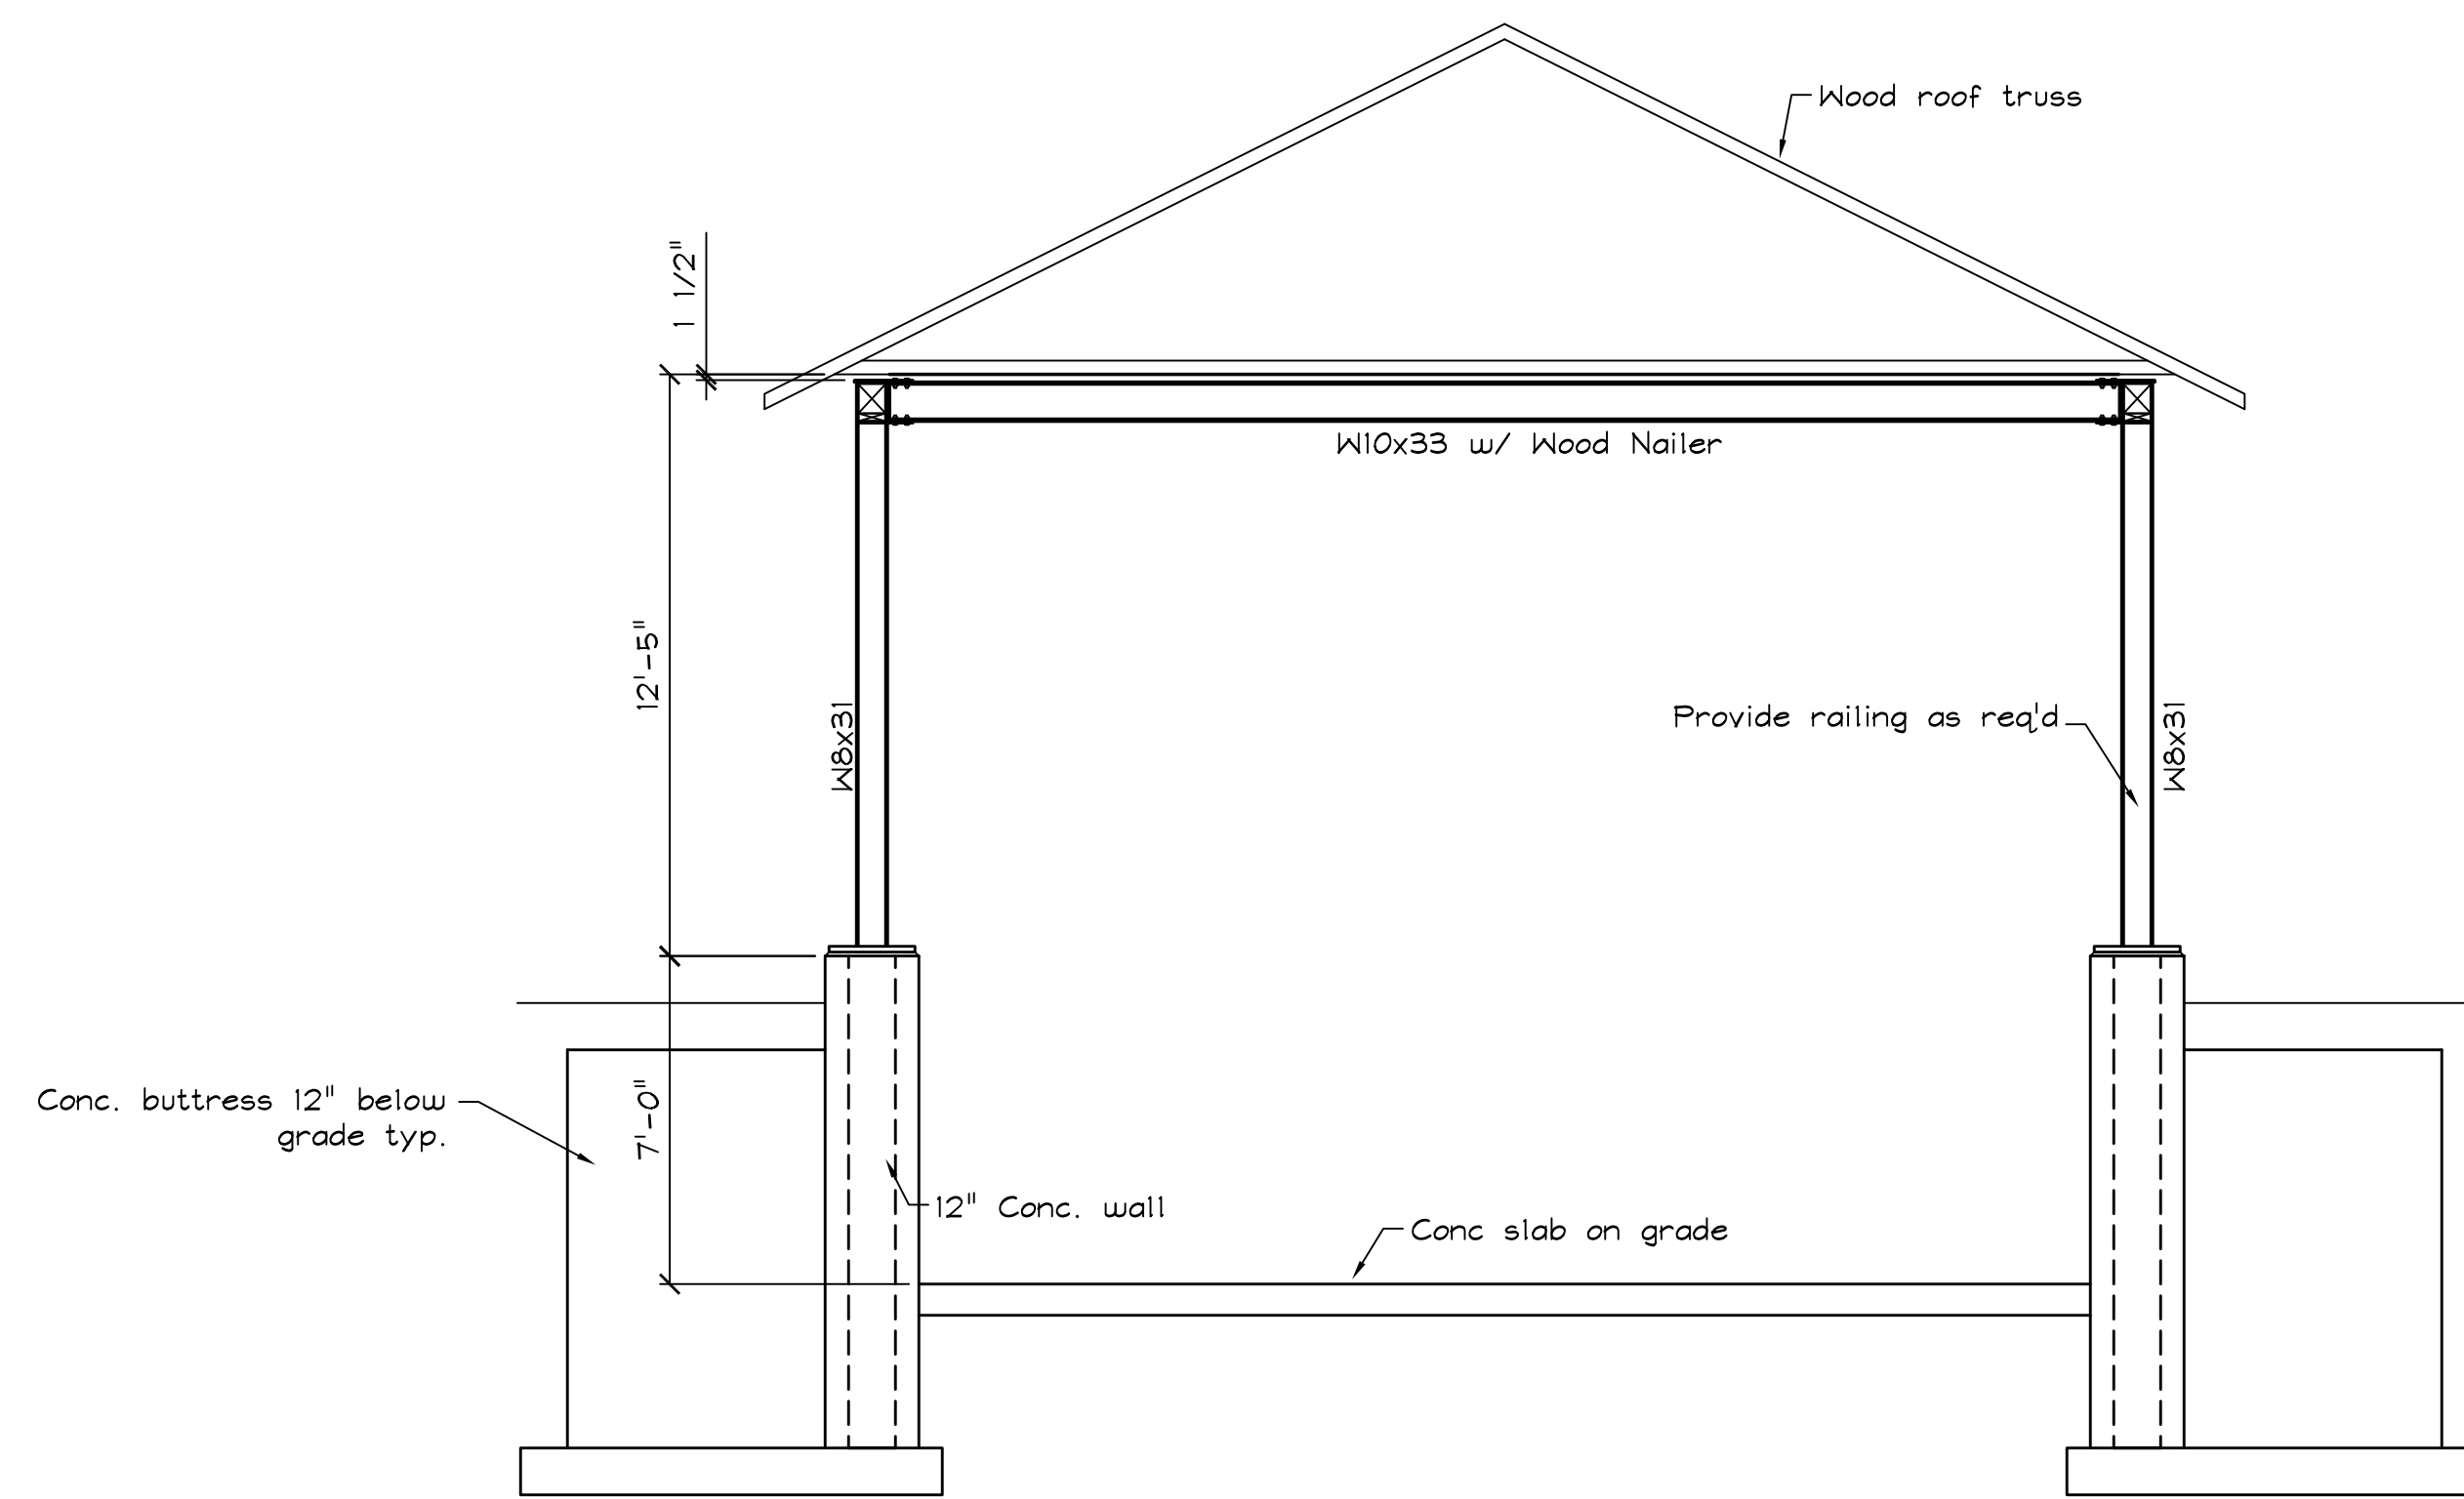 Wood roof truss
1 1/2"
W10x33 w/ Wood Nailer
12'-5"
W8x31
Provide railing as req'd
W8x31
Conc. buttress 12" below
grade typ.
7'-0"
12" Conc. wall
Conc slab on grade